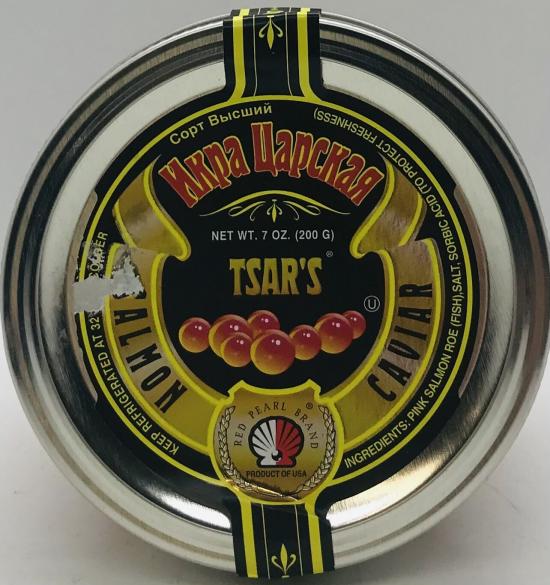 Сорт Высший
Икра Царская
NET WT. 7 OZ. (200 G)
TSAR'S®
U
SALMON CAVIAR
RED PEARL BRAND®
PRODUCT OF USA
KEEP REFRIGERATED AT
INGREDIENTS: PINK SALMON ROE (FISH), SALT, SORBIC ACID (TO PROTECT FRESHNESS)